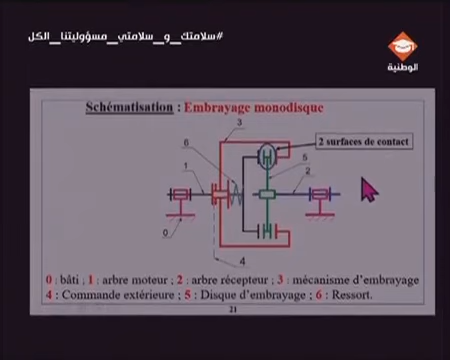 #سلامتك_و_سلامتي_مسؤوليتنا_الكل
الوطنية
Schématisation : Embrayage monodisque
3
6
2 surfaces de contact
5
1
2
0
4
0 : bâti ; 1 : arbre moteur ; 2 : arbre récepteur ; 3 : mécanisme d'embrayage
4 : Commande extérieure ; 5 : Disque d'embrayage ; 6 : Ressort.
21